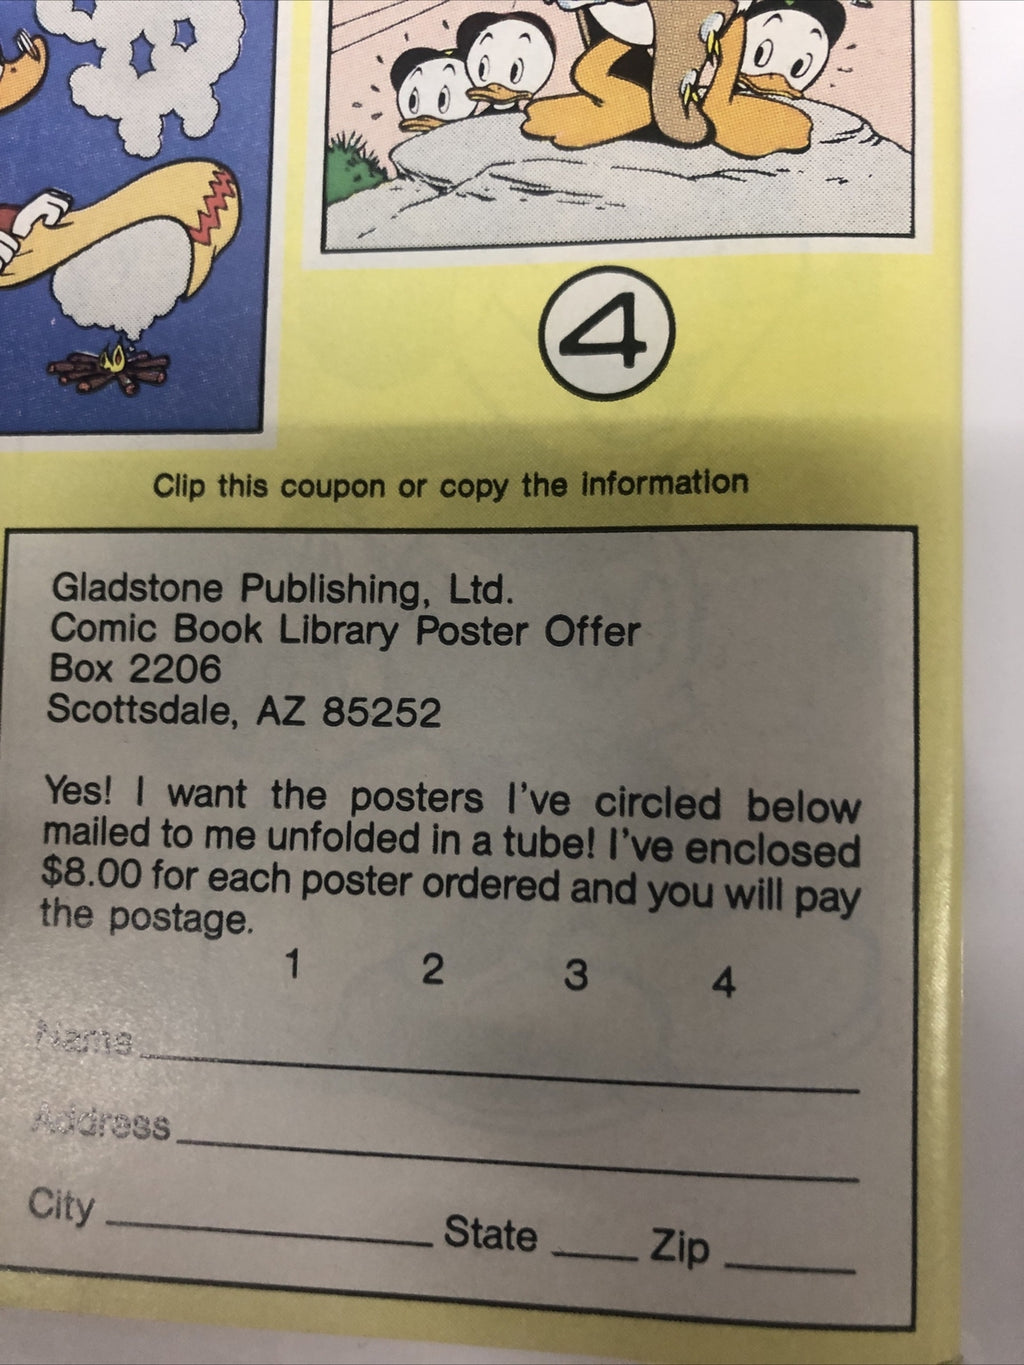 4
Clip this coupon or copy the information
Gladstone Publishing, Ltd.
Comic Book Library Poster Offer
Box 2206
Scottsdale, AZ 85252
Yes! I want the posters I've circled below
mailed to me unfolded in a tube! I've enclosed
$8.00 for each poster ordered and you will pay
the postage.
1 2 3 4
Name
Address
City State Zip